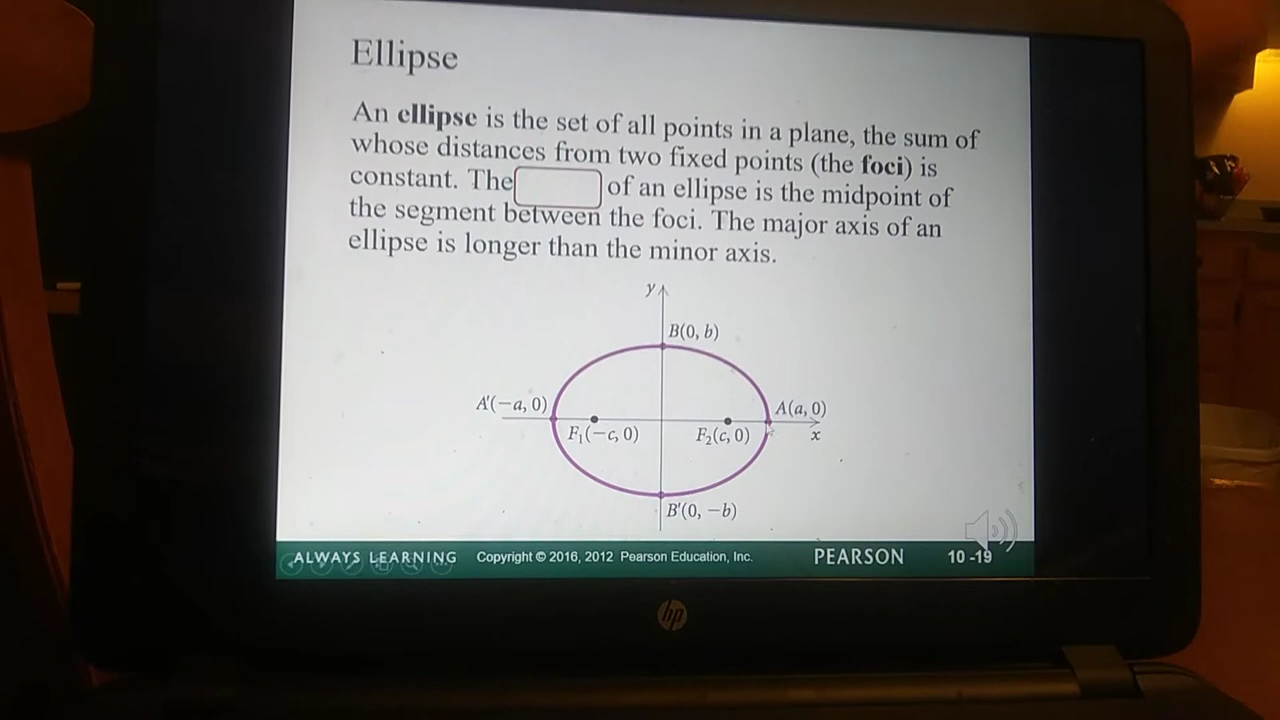 Ellipse
An ellipse is the set of all points in a plane, the sum of
whose distances from two fixed points (the foci) is
constant. The of an ellipse is the midpoint of
the segment between the foci. The major axis of an
ellipse is longer than the minor axis.
y
B(0, b)
A'(−a, 0)
A(a, 0)
F₁(−c, 0)
F₂(c, 0)
x
B'(0, −b)
ALWAYS LEARNING Copyright © 2016, 2012 Pearson Education, Inc. PEARSON 10 -19
hp